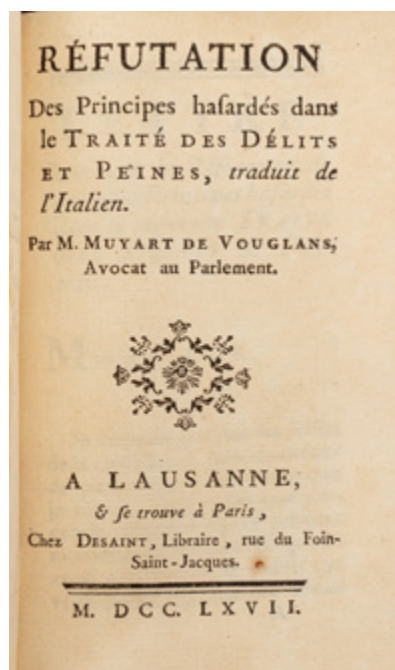 RÉFUTATION
Des Principes haſardés dans
le TRAITÉ DES DÉLITS
ET PEINES, traduit de
l'Italien.
Par M. MUYART DE VOUGLANS,
Avocat au Parlement.
A LAUSANNE,
& ſe trouve à Paris,
Chez DESAINT, Libraire, rue du Foin-
Saint-Jacques.
M. DCC. LXVII.